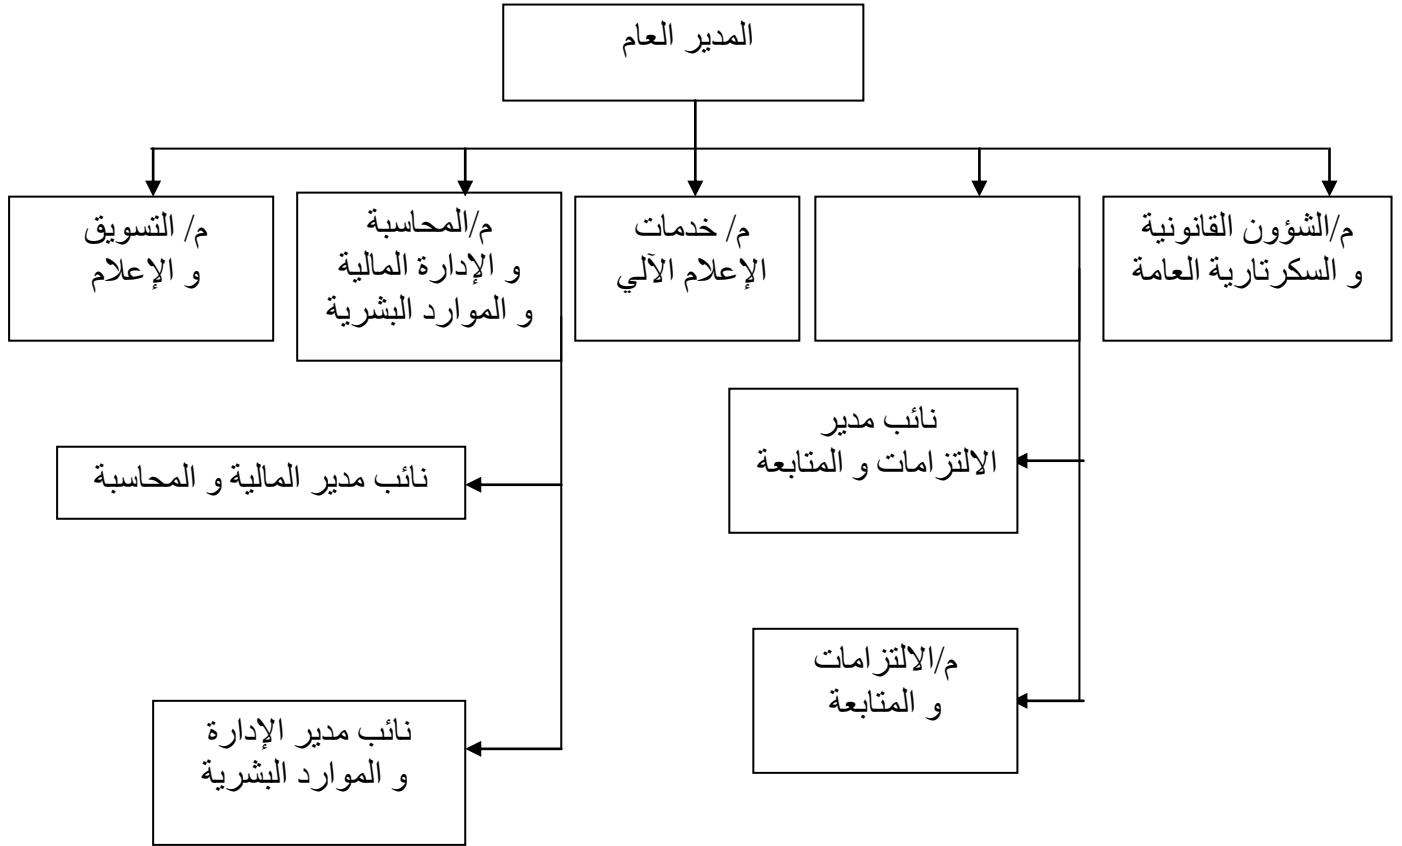 المدير العام
م/الشؤون القانونية
و السكرتارية العامة
م/ خدمات
الإعلام الآلي
م/المحاسبة
و الإدارة المالية
و الموارد البشرية
م/ التسويق
و الإعلام
نائب مدير
الالتزامات و المتابعة
نائب مدير المالية و المحاسبة
م/الالتزامات
و المتابعة
نائب مدير الإدارة
و الموارد البشرية